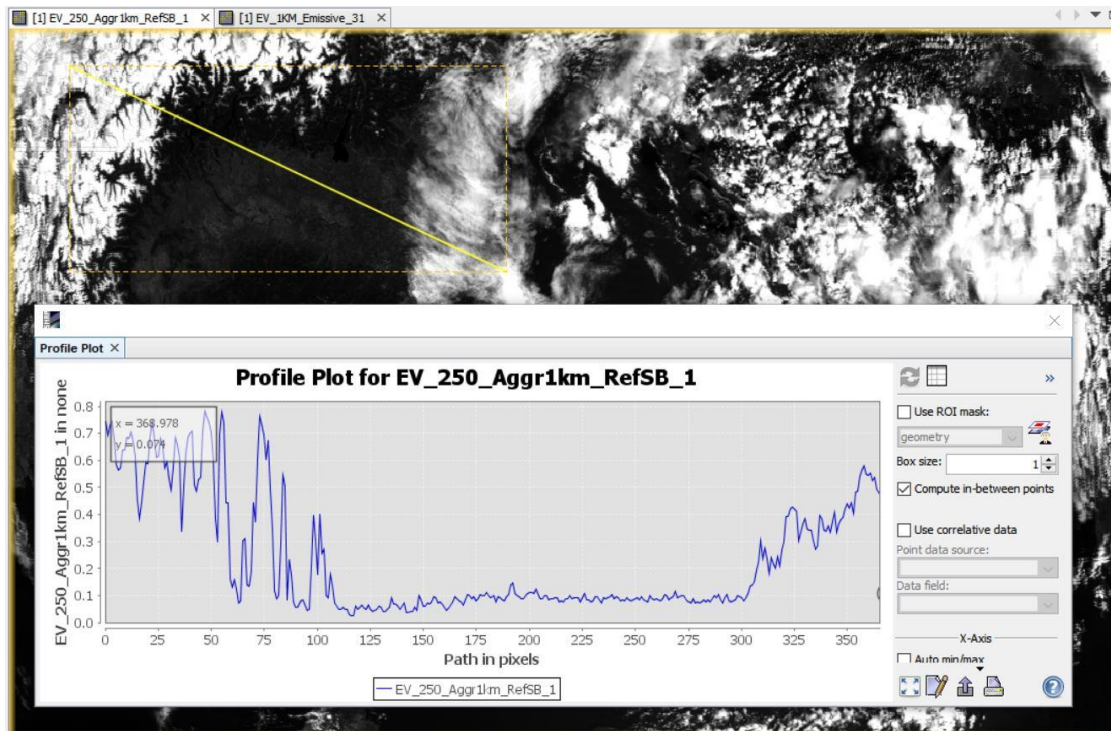 [1] EV_250_Aggr1km_RefSB_1
[1] EV_1KM_Emissive_31
Profile Plot
Profile Plot for EV_250_Aggr1km_RefSB_1
EV_250_Aggr1km_RefSB_1 in none
0.8
0.7
0.6
0.5
0.4
0.3
0.2
0.1
0.0
x = 368.978
y = 0.074
0 25 50 75 100 125 150 175 200 225 250 275 300 325 350
Path in pixels
EV_250_Aggr1km_RefSB_1
Use ROI mask:
geometry
Box size: 1
Compute in-between points
Use correlative data
Point data source:
Data field:
X-Axis
Auto min/max